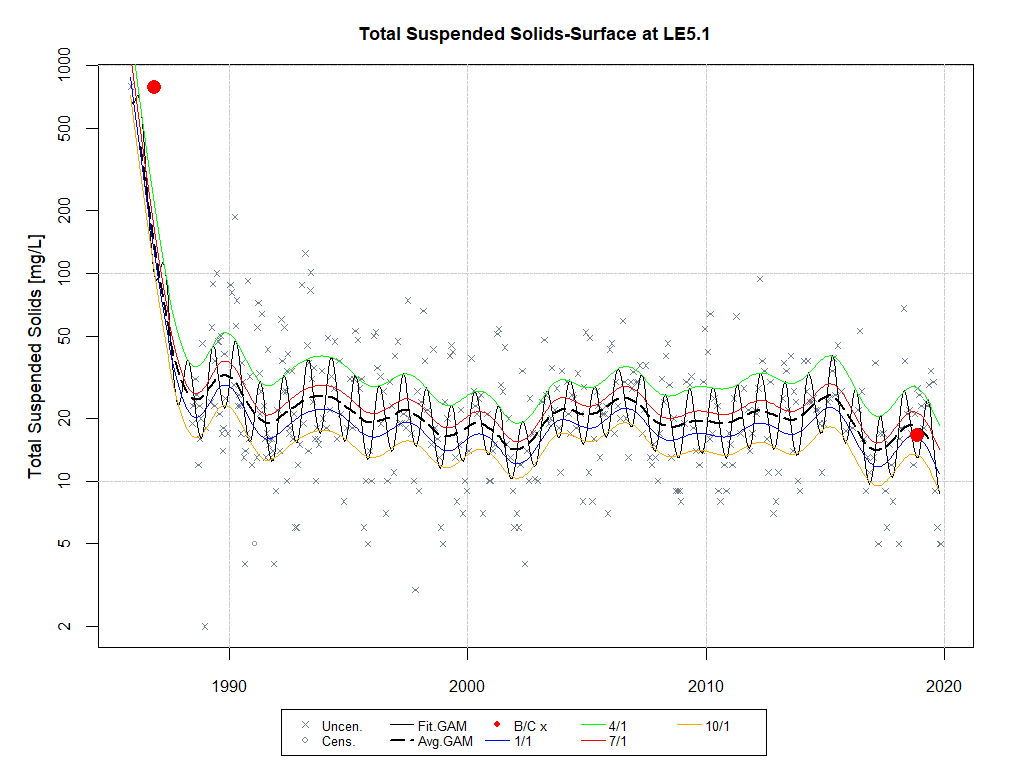 Total Suspended Solids-Surface at LE5.1
Total Suspended Solids [mg/L]
1000
500
200
100
50
20
10
5
2
1990 2000 2010 2020
Uncen. Fit.GAM B/C x 4/1 10/1
Cens. Avg.GAM 1/1 7/1